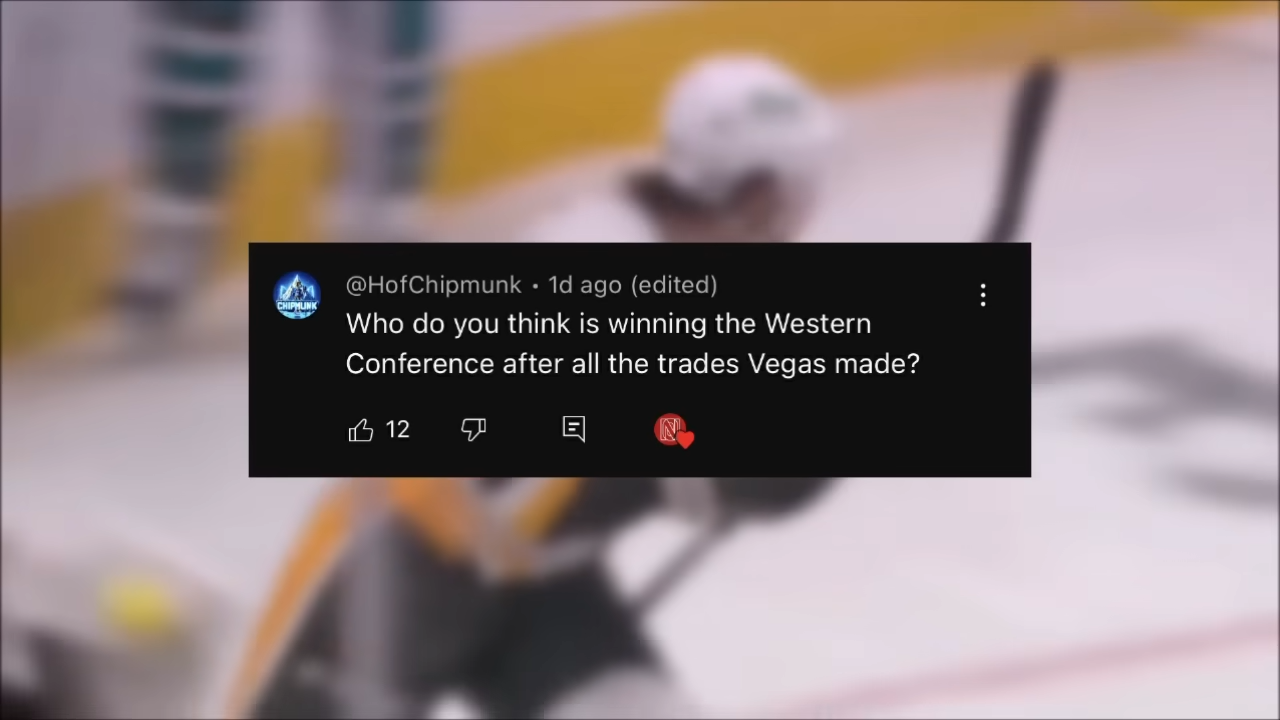 @HofChipmunk • 1d ago (edited)
Who do you think is winning the Western
Conference after all the trades Vegas made?
12
CHIPMUNK
N